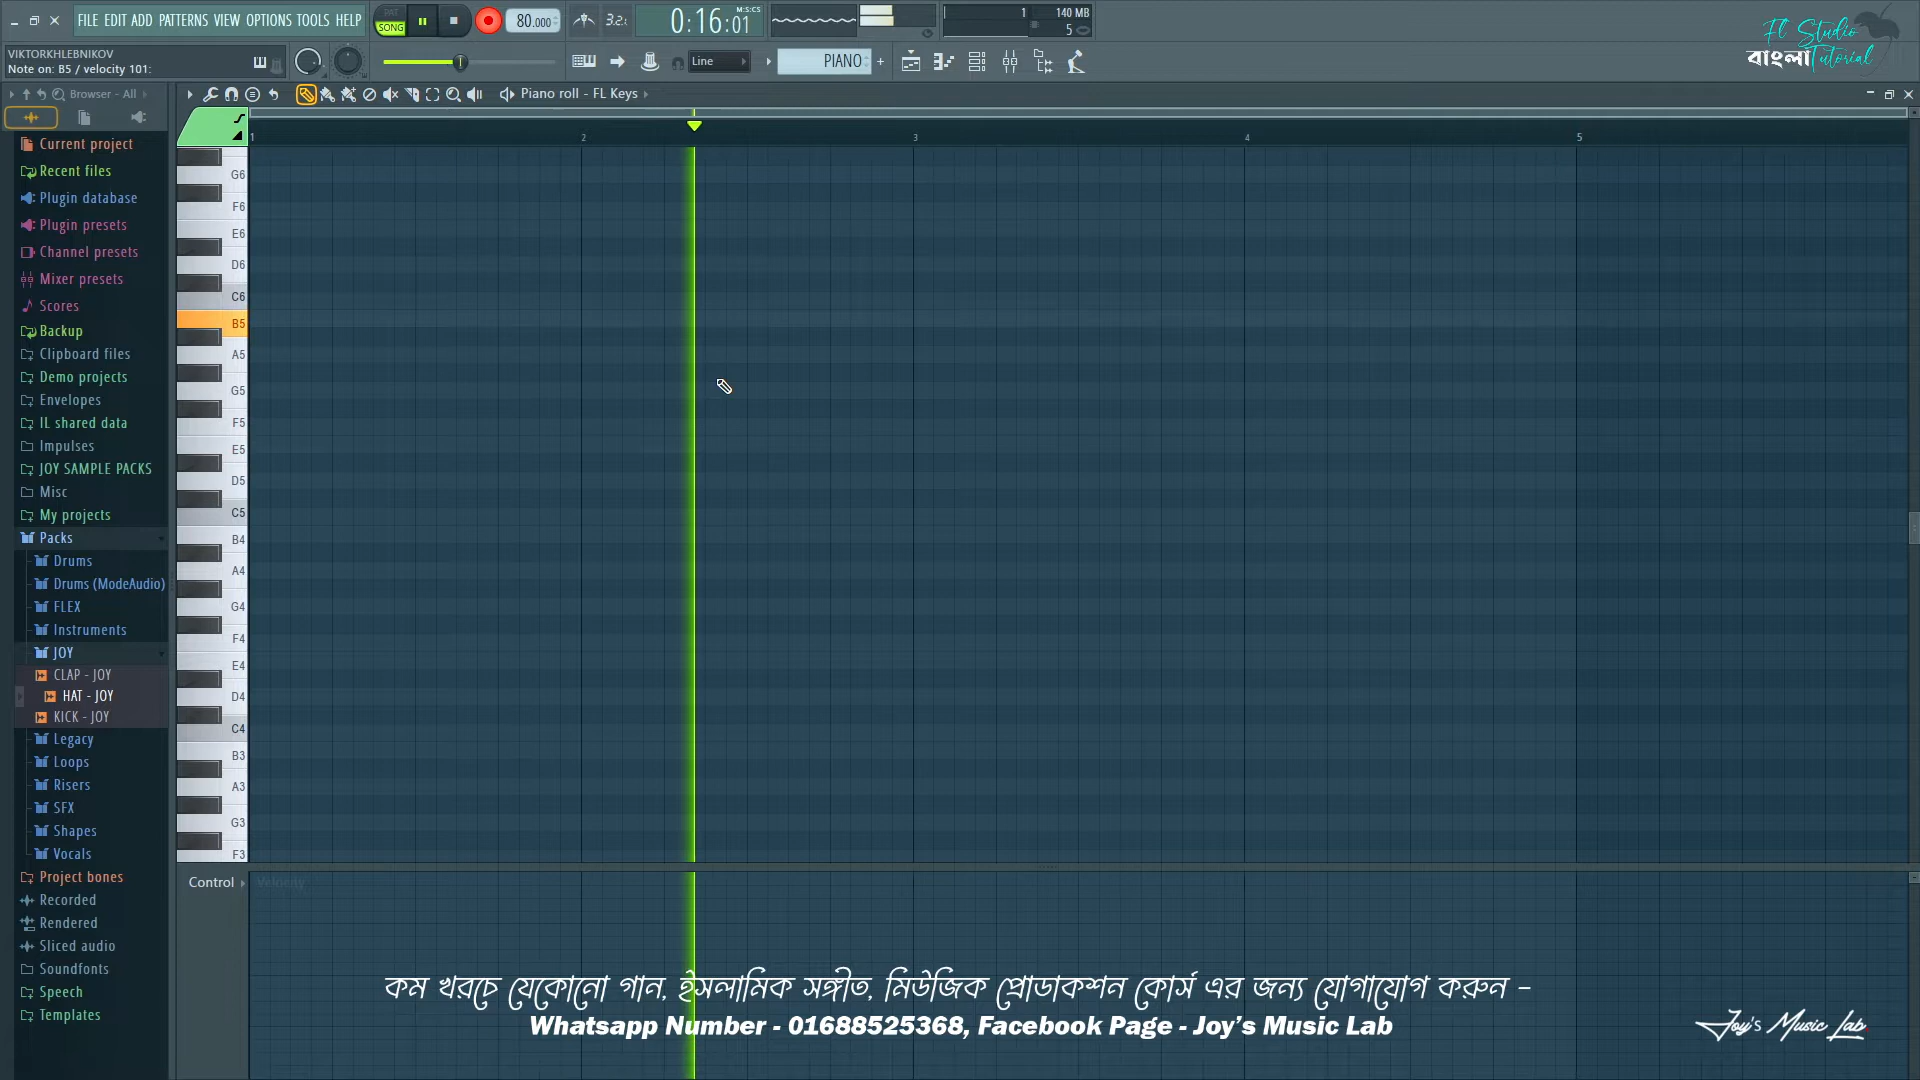 FILE EDIT ADD PATTERNS VIEW OPTIONS TOOLS HELP
PAT
SONG
80.000
3.2
0:16:01
M:S:CS
1
140 MB
5
Fl Studio
বাংলা Tutorial
VIKTORKHLEBNIKOV
Note on: B5 / velocity 101:
Line
PIANO
Browser - All
Piano roll - FL Keys
1 2 3 4 5
Current project
Recent files
Plugin database
Plugin presets
Channel presets
Mixer presets
Scores
Backup
Clipboard files
Demo projects
Envelopes
IL shared data
Impulses
JOY SAMPLE PACKS
Misc
My projects
Packs
Drums
Drums (ModeAudio)
FLEX
Instruments
JOY
CLAP - JOY
HAT - JOY
KICK - JOY
Legacy
Loops
Risers
SFX
Shapes
Vocals
Project bones
Recorded
Rendered
Sliced audio
Soundfonts
Speech
Templates
G6
F6
E6
D6
C6
B5
A5
G5
F5
E5
D5
C5
B4
A4
G4
F4
E4
D4
C4
B3
A3
G3
F3
Control
Velocity
কম খরচে যেকোনো গান, ইসলামিক সঙ্গীত, মিউজিক প্রোডাকশন কোর্স এর জন্য যোগাযোগ করুন –
Whatsapp Number - 01688525368, Facebook Page - Joy's Music Lab
Joy's Music Lab